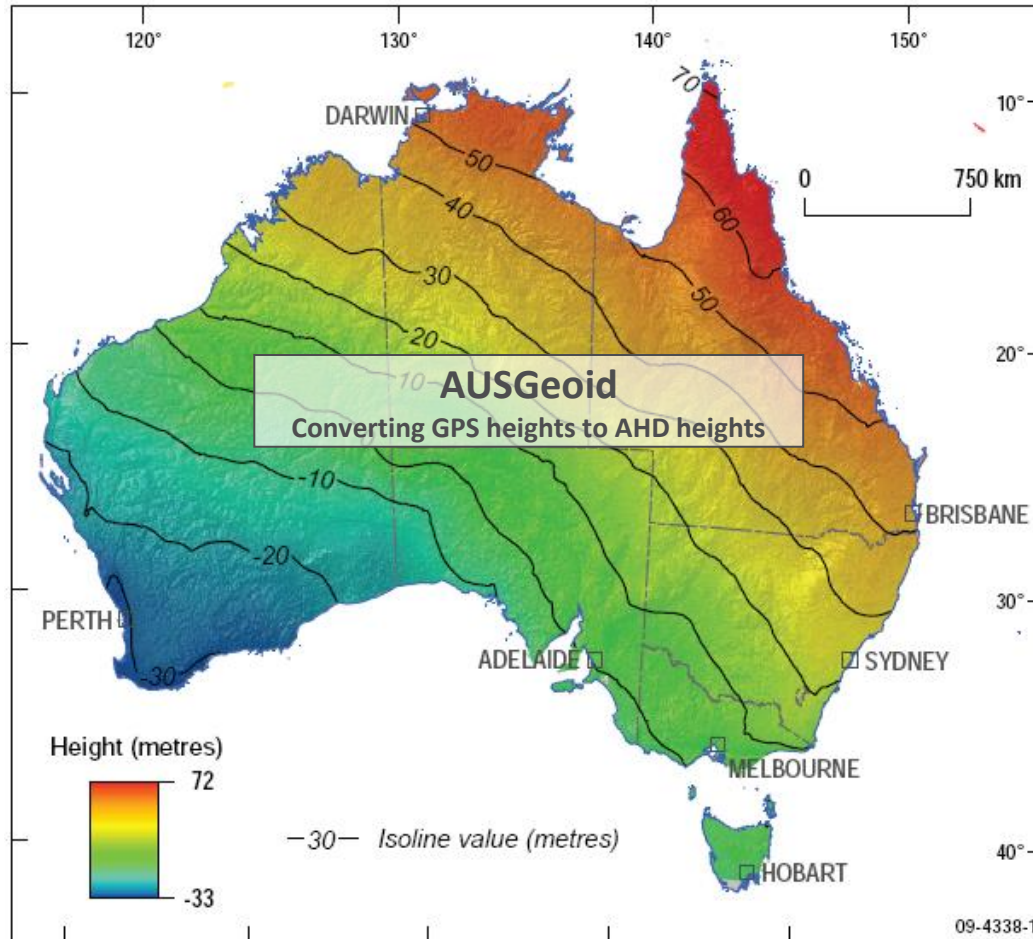 120°
130°
140°
150°
70
10°
DARWIN
50
40
60
0 750 km
30
50
20
20°
10
AUSGeoid
Converting GPS heights to AHD heights
0
-10
BRISBANE
-20
30°
PERTH
ADELAIDE
SYDNEY
-30
Height (metres)
72
MELBOURNE
—30— Isoline value (metres)
40°
HOBART
-33
09-4338-1